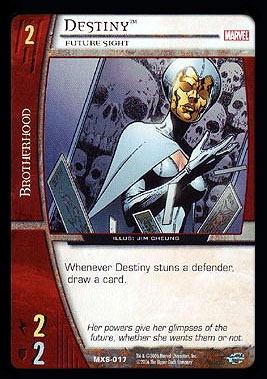 2
DESTINY™
FUTURE SIGHT
MARVEL
BROTHERHOOD
ILLUS: JIM CHEUNG
Whenever Destiny stuns a defender,
draw a card.
2
2
Her powers give her glimpses of the
future, whether she wants them or not.
MXS-017